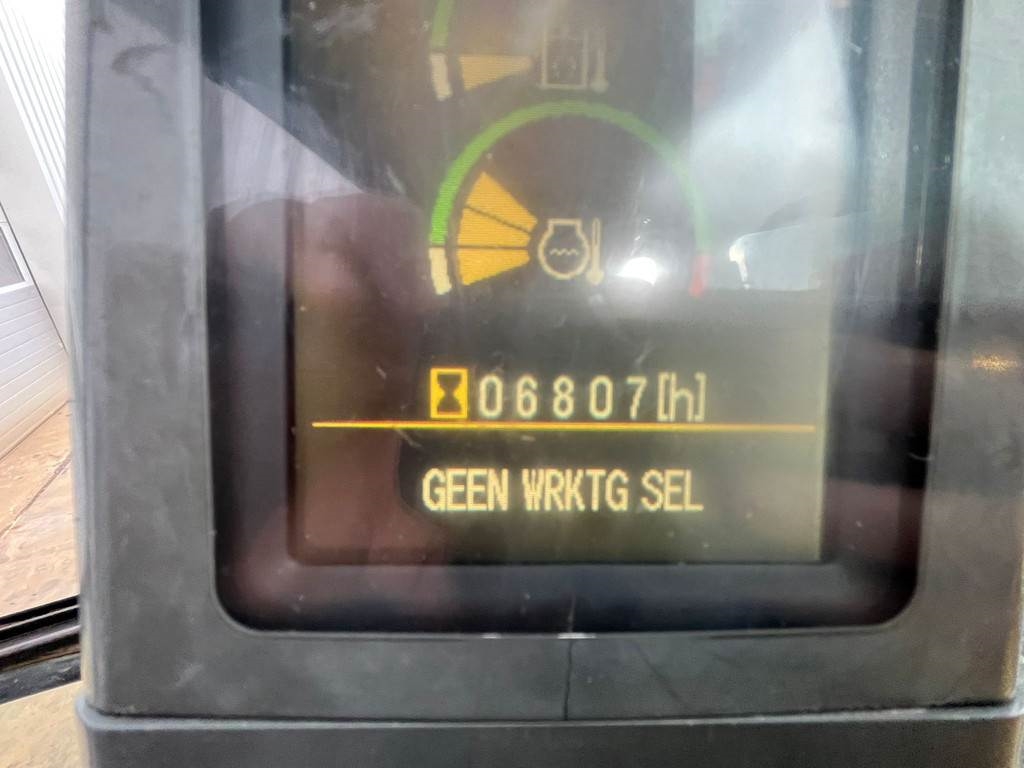 06807[h]
GEEN WRKTG SEL